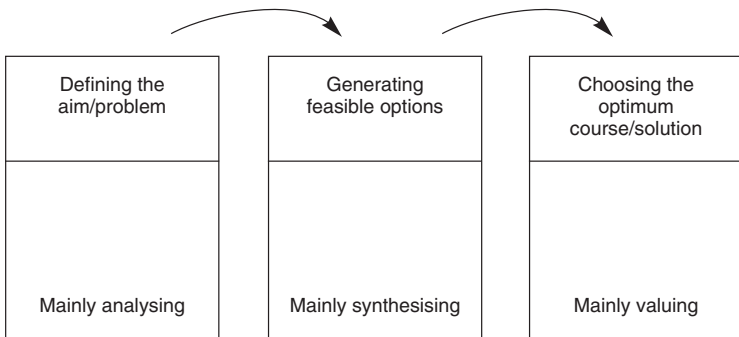 Defining the
aim/problem
Generating
feasible options
Choosing the
optimum
course/solution
Mainly analysing
Mainly synthesising
Mainly valuing